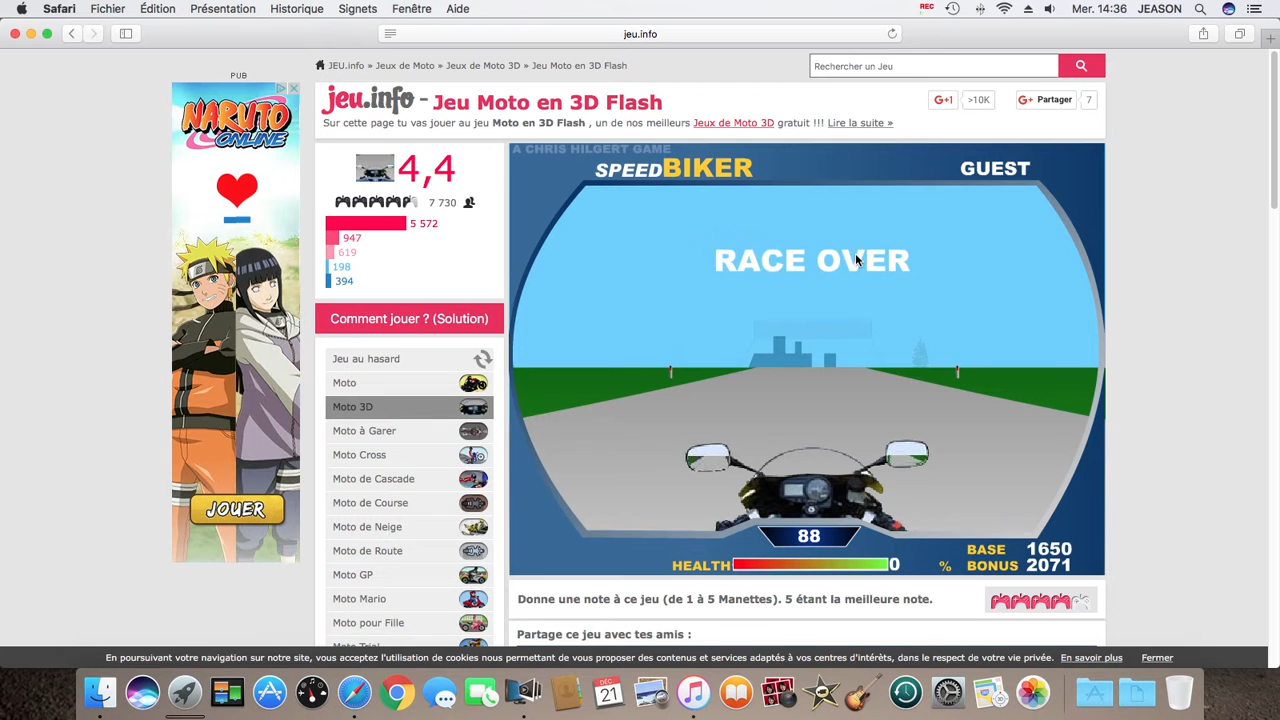 Safari Fichier Édition Présentation Historique Signets Fenêtre Aide REC Mer. 14:36 JEASON
jeu.info
JEU.info » Jeux de Moto » Jeux de Moto 3D » Jeu Moto en 3D Flash
Rechercher un Jeu
PUB
jeu.info - Jeu Moto en 3D Flash
G+1 >10K G+ Partager 7
Sur cette page tu vas jouer au jeu Moto en 3D Flash , un de nos meilleurs Jeux de Moto 3D gratuit !!! Lire la suite »
NARUTO
ONLINE
JOUER
4,4
7 730
5 572
947
619
198
394
Comment jouer ? (Solution)
Jeu au hasard
Moto
Moto 3D
Moto à Garer
Moto Cross
Moto de Cascade
Moto de Course
Moto de Neige
Moto de Route
Moto GP
Moto Mario
Moto pour Fille
Moto Trial
A CHRIS HILGERT GAME
SPEEDBIKER GUEST
RACE OVER
88
HEALTH 0 %
BASE 1650
BONUS 2071
Donne une note à ce jeu (de 1 à 5 Manettes). 5 étant la meilleure note.
Partage ce jeu avec tes amis :
En poursuivant votre navigation sur notre site, vous acceptez l'utilisation de cookies nous permettant de vous proposer des contenus et services adaptés à vos centres d'intérêts, dans le respect de votre vie privée. En savoir plus Fermer
DÉC
21